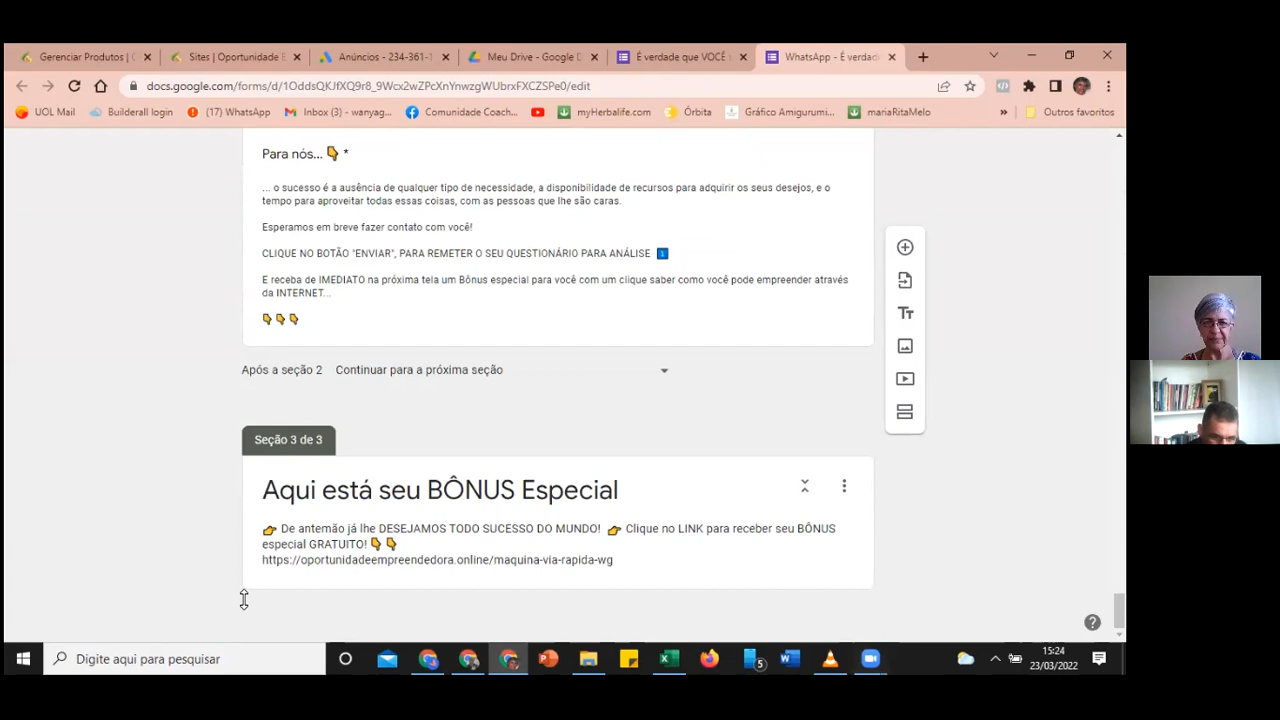 Gerenciar Produtos | C
Sites | Oportunidade E
Anúncios - 234-361-1
Meu Drive - Google D
É verdade que VOCÊ
WhatsApp - É verdad
docs.google.com/forms/d/1OddsQKJfXQ9r8_9Wcx2wZPcXnYnwzgWUbrxFXCZSPe0/edit
UOL Mail
Builderall login
(17) WhatsApp
Inbox (3) - wanyag...
Comunidade Coach...
myHerbalife.com
Órbita
Gráfico Amigurumi...
mariaRitaMelo
»
Outros favoritos
Para nós... 👇 *
... o sucesso é a ausência de qualquer tipo de necessidade, a disponibilidade de recursos para adquirir os seus desejos, e o
tempo para aproveitar todas essas coisas, com as pessoas que lhe são caras.
Esperamos em breve fazer contato com você!
CLIQUE NO BOTÃO "ENVIAR", PARA REMETER O SEU QUESTIONÁRIO PARA ANÁLISE 1️⃣
E receba de IMEDIATO na próxima tela um Bônus especial para você com um clique saber como você pode empreender através
da INTERNET...
👇 👇 👇
Após a seção 2 Continuar para a próxima seção
Tт
Seção 3 de 3
Aqui está seu BÔNUS Especial
👉 De antemão já lhe DESEJAMOS TODO SUCESSO DO MUNDO! 👉 Clique no LINK para receber seu BÔNUS
especial GRATUITO! 👇 👇
https://oportunidadeempreendedora.online/maquina-via-rapida-wg
Digite aqui para pesquisar
5
15:24
23/03/2022